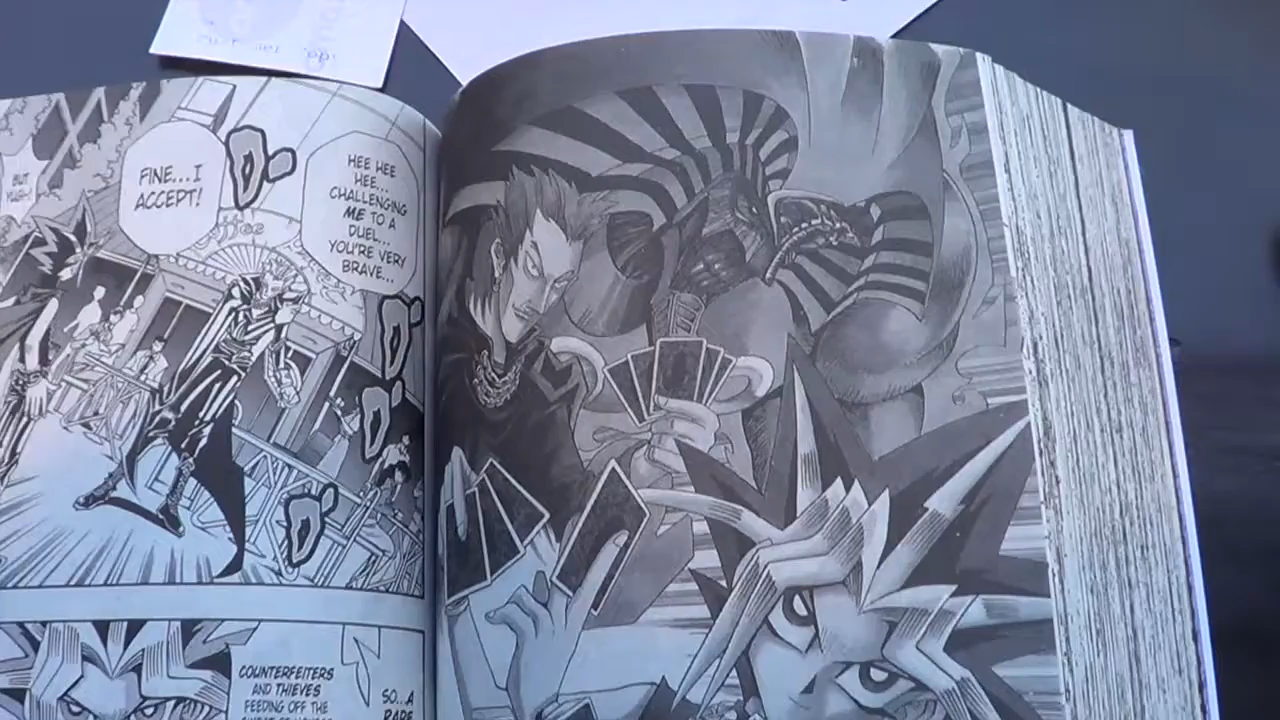 HEE HEE
HEE...
CHALLENGING
ME TO A
DUEL...
YOU'RE VERY
BRAVE...
FINE...I
ACCEPT!
BUT
COUNTERFEITERS
AND THIEVES
FEEDING OFF THE
SO...A
RARE